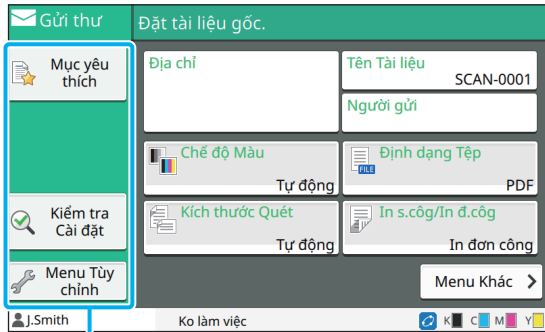 Gửi thư
Đặt tài liệu gốc.
Mục yêu
thích
Kiểm tra
Cài đặt
Menu Tùy
chỉnh
Địa chỉ
Tên Tài liệu
SCAN-0001
Người gửi
Chế độ Màu
Tự động
FILE
Định dạng Tệp
PDF
Kích thước Quét
Tự động
In s.côg/In đ.côg
In đơn công
Menu Khác
J.Smith
Ko làm việc
K C M Y